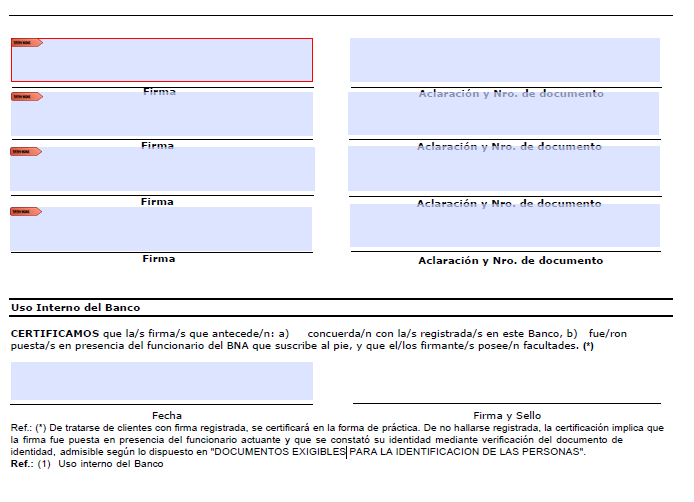 Firma Aclaración y Nro. de documento
Firma Aclaración y Nro. de documento
Firma Aclaración y Nro. de documento
Firma Aclaración y Nro. de documento
Uso Interno del Banco
CERTIFICAMOS que la/s firma/s que antecede/n: a) concuerda/n con la/s registrada/s en este Banco, b) fue/ron
puesta/s en presencia del funcionario del BNA que suscribe al pie, y que el/los firmante/s posee/n facultades. (*)
Fecha Firma y Sello
Ref.: (*) De tratarse de clientes con firma registrada, se certificará en la forma de práctica. De no hallarse registrada, la certificación implica que
la firma fue puesta en presencia del funcionario actuante y que se constató su identidad mediante verificación del documento de
identidad, admisible según lo dispuesto en "DOCUMENTOS EXIGIBLES PARA LA IDENTIFICACION DE LAS PERSONAS".
Ref.: (1) Uso interno del Banco